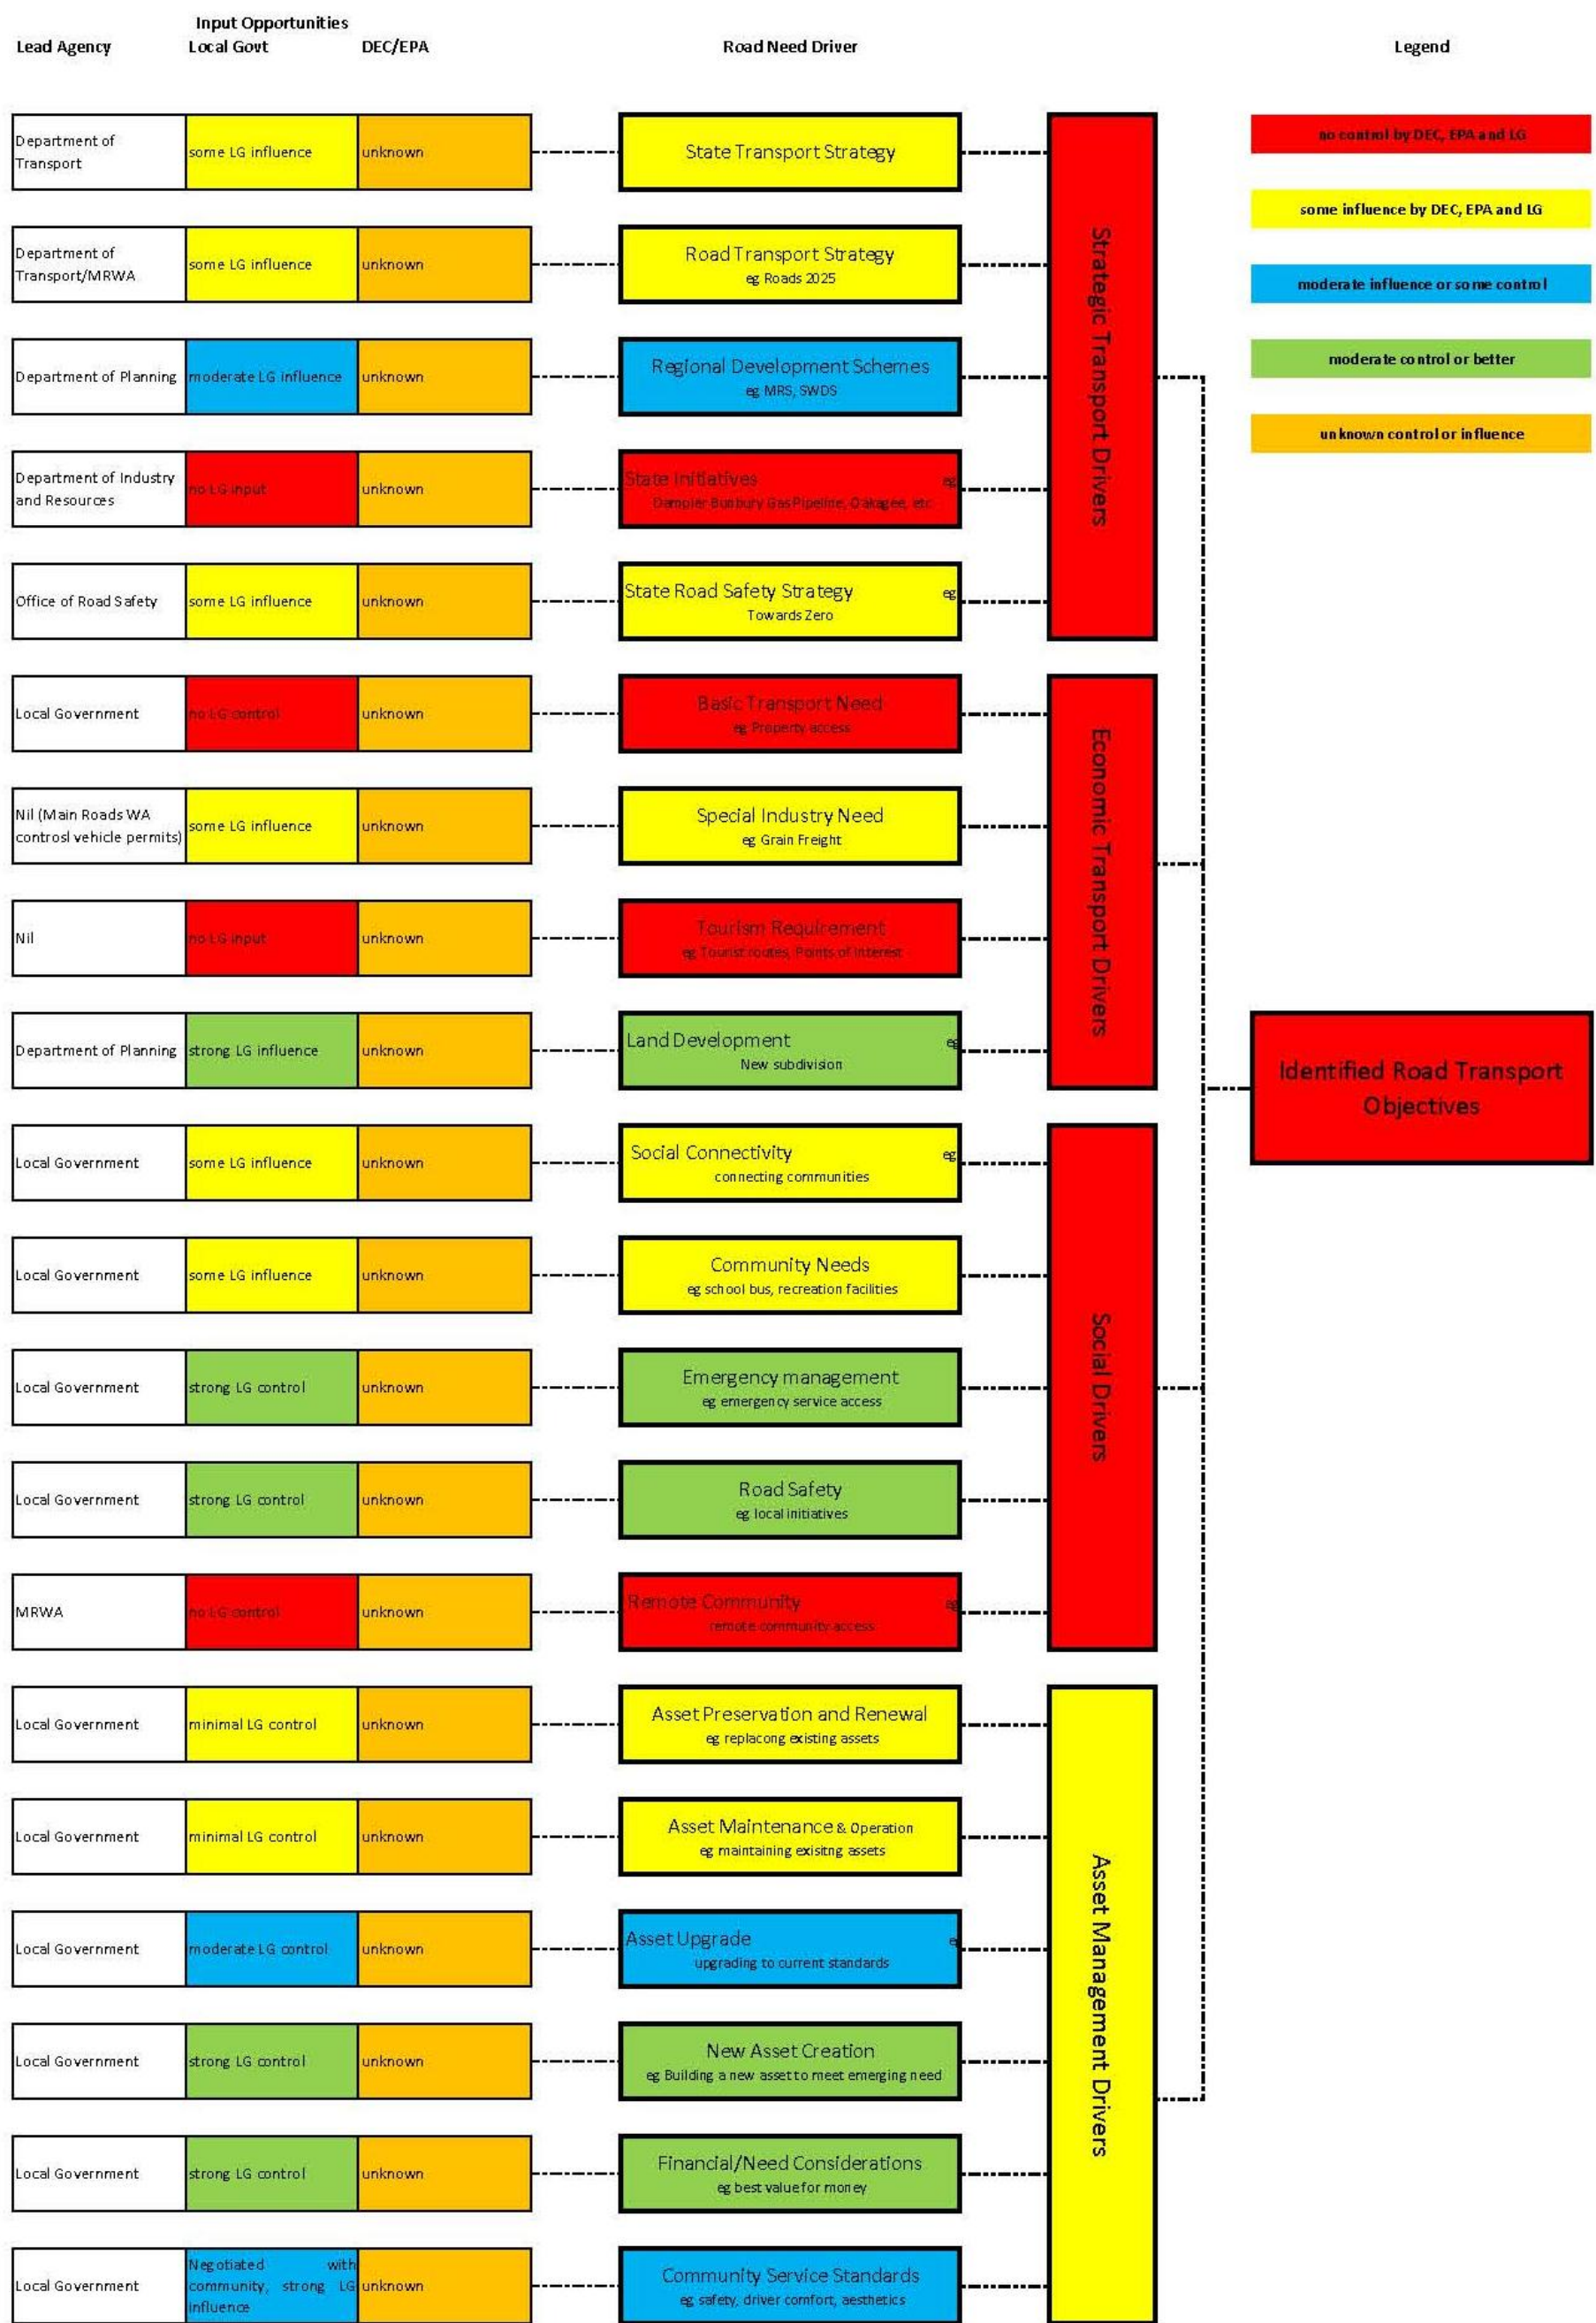 Input Opportunities
Lead Agency Local Govt DEC/EPA Road Need Driver Legend
Department of
Transport
some LG influence
unknown
State Transport Strategy
Department of
Transport/MRWA
some LG influence
unknown
Road Transport Strategy
eg Roads 2025
Department of Planning
moderate LG influence
unknown
Regional Development Schemes
eg MRS, SWDS
Department of Industry
and Resources
no LG input
unknown
State Initiatives eg
Dampier-Bunbury Gas Pipeline, Oakagee, etc
Office of Road Safety
some LG influence
unknown
State Road Safety Strategy eg
Towards Zero
Strategic Transport Drivers
Local Government
no LG control
unknown
Basic Transport Need
eg Property access
Nil (Main Roads WA
controsl vehicle permits)
some LG influence
unknown
Special Industry Need
eg Grain Freight
Nil
no LG input
unknown
Tourism Requirement
eg Tourist routes, Points of Interest
Department of Planning
strong LG influence
unknown
Land Development eg
New subdivision
Economic Transport Drivers
Local Government
some LG influence
unknown
Social Connectivity eg
connecting communities
Local Government
some LG influence
unknown
Community Needs
eg school bus, recreation facilities
Local Government
strong LG control
unknown
Emergency management
eg emergency service access
Local Government
strong LG control
unknown
Road Safety
eg local initiatives
MRWA
no LG control
unknown
Remote Community eg
remote community access
Social Drivers
Local Government
minimal LG control
unknown
Asset Preservation and Renewal
eg replacong existing assets
Local Government
minimal LG control
unknown
Asset Maintenance & Operation
eg maintaining exisitng assets
Local Government
moderate LG control
unknown
Asset Upgrade eg
upgrading to current standards
Local Government
strong LG control
unknown
New Asset Creation
eg Building a new asset to meet emerging need
Local Government
strong LG control
unknown
Financial/Need Considerations
eg best value for money
Local Government
Negotiated with
community, strong LG
influence
unknown
Community Service Standards
eg safety, driver comfort, aesthetics
Asset Management Drivers
no control by DEC, EPA and LG
some influence by DEC, EPA and LG
moderate influence or some control
moderate control or better
unknown control or influence
Identified Road Transport
Objectives